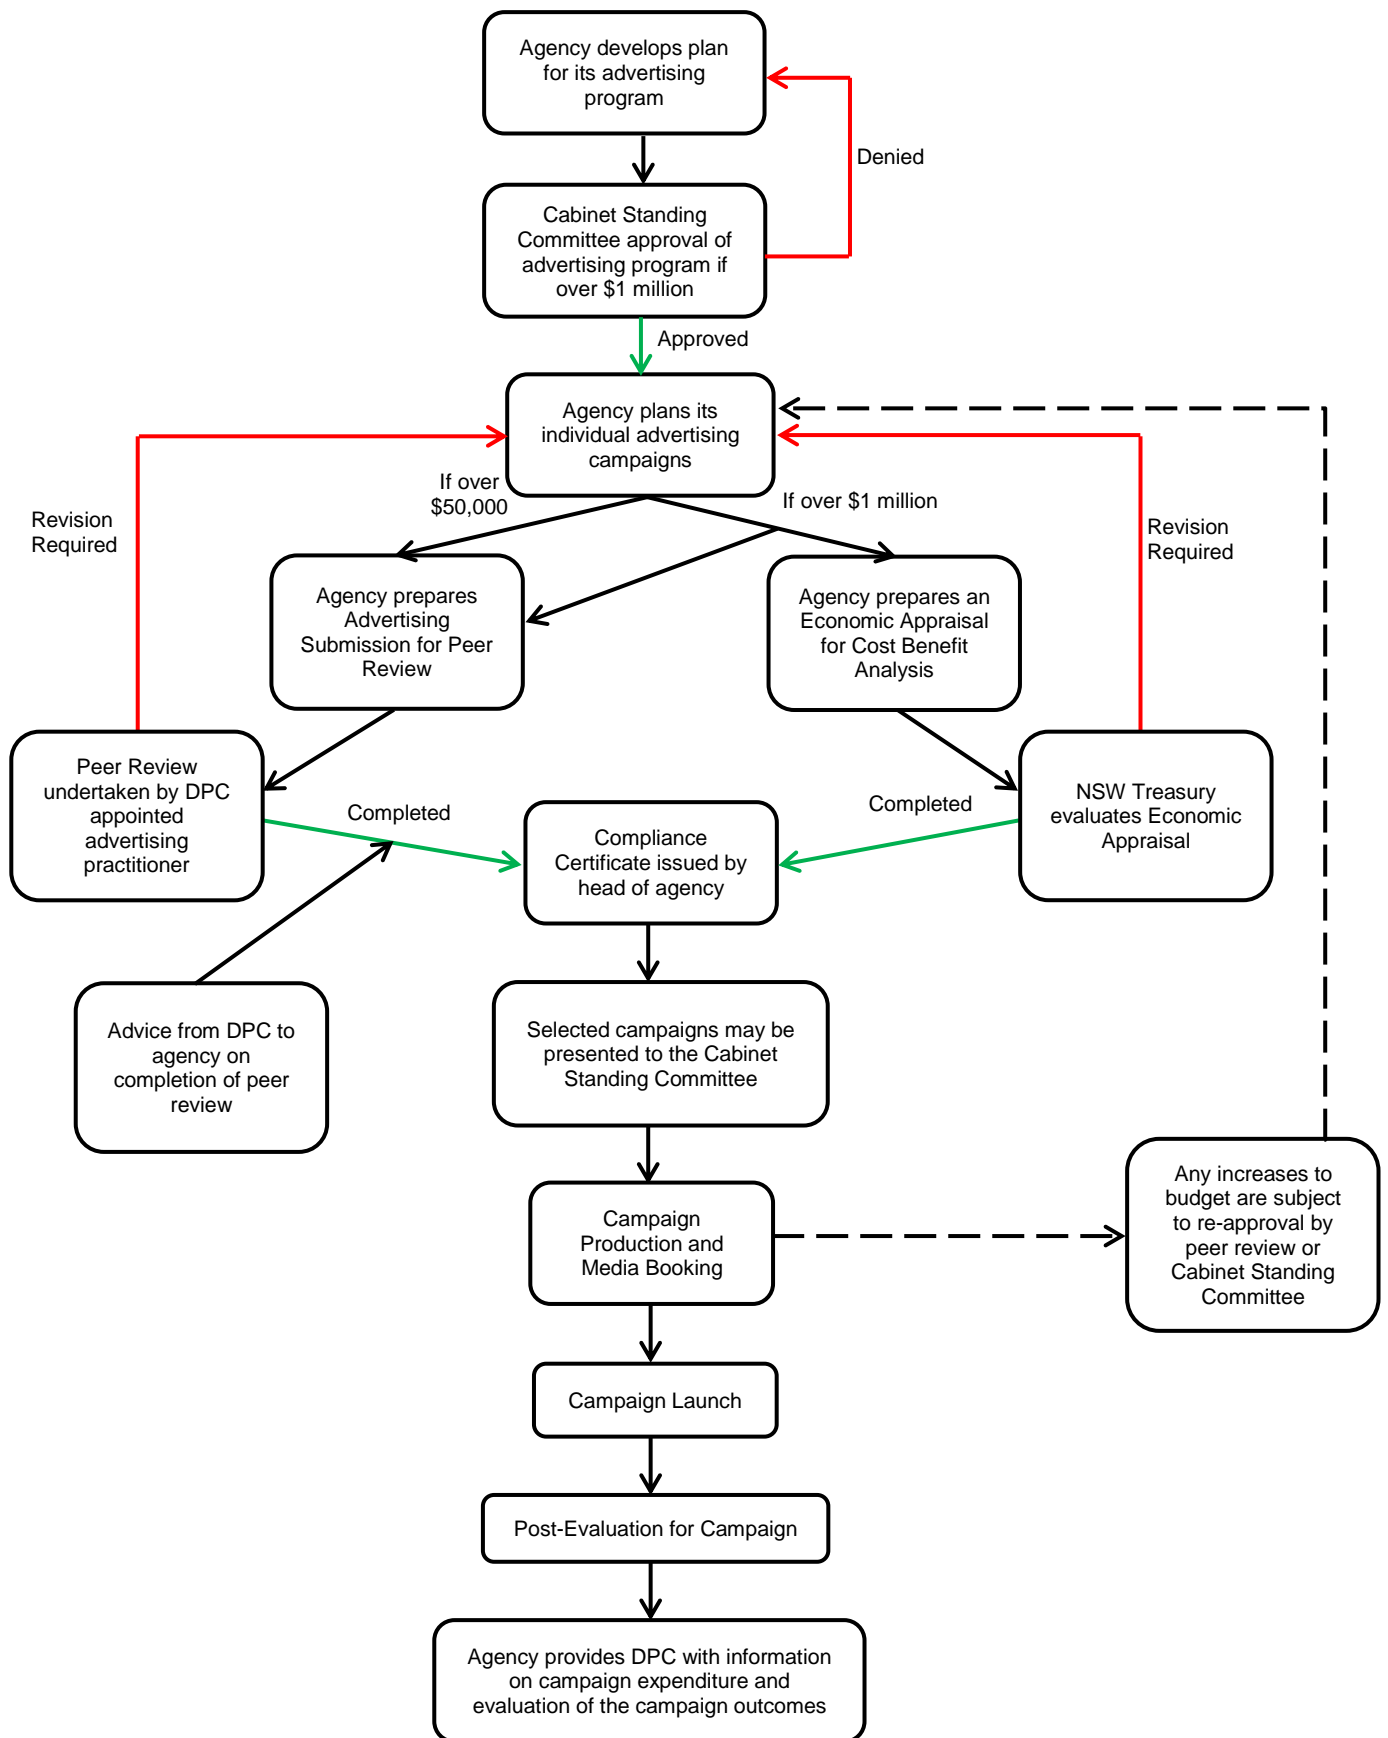 Agency develops plan
for its advertising
program
Denied
Cabinet Standing
Committee approval of
advertising program if
over $1 million
Approved
Agency plans its
individual advertising
campaigns
If over
$50,000
If over $1 million
Revision
Required
Revision
Required
Agency prepares
Advertising
Submission for Peer
Review
Agency prepares an
Economic Appraisal
for Cost Benefit
Analysis
Peer Review
undertaken by DPC
appointed
advertising
practitioner
Completed
Compliance
Certificate issued by
head of agency
Completed
NSW Treasury
evaluates Economic
Appraisal
Advice from DPC to
agency on
completion of peer
review
Selected campaigns may be
presented to the Cabinet
Standing Committee
Campaign
Production and
Media Booking
Any increases to
budget are subject
to re-approval by
peer review or
Cabinet Standing
Committee
Campaign Launch
Post-Evaluation for Campaign
Agency provides DPC with information
on campaign expenditure and
evaluation of the campaign outcomes